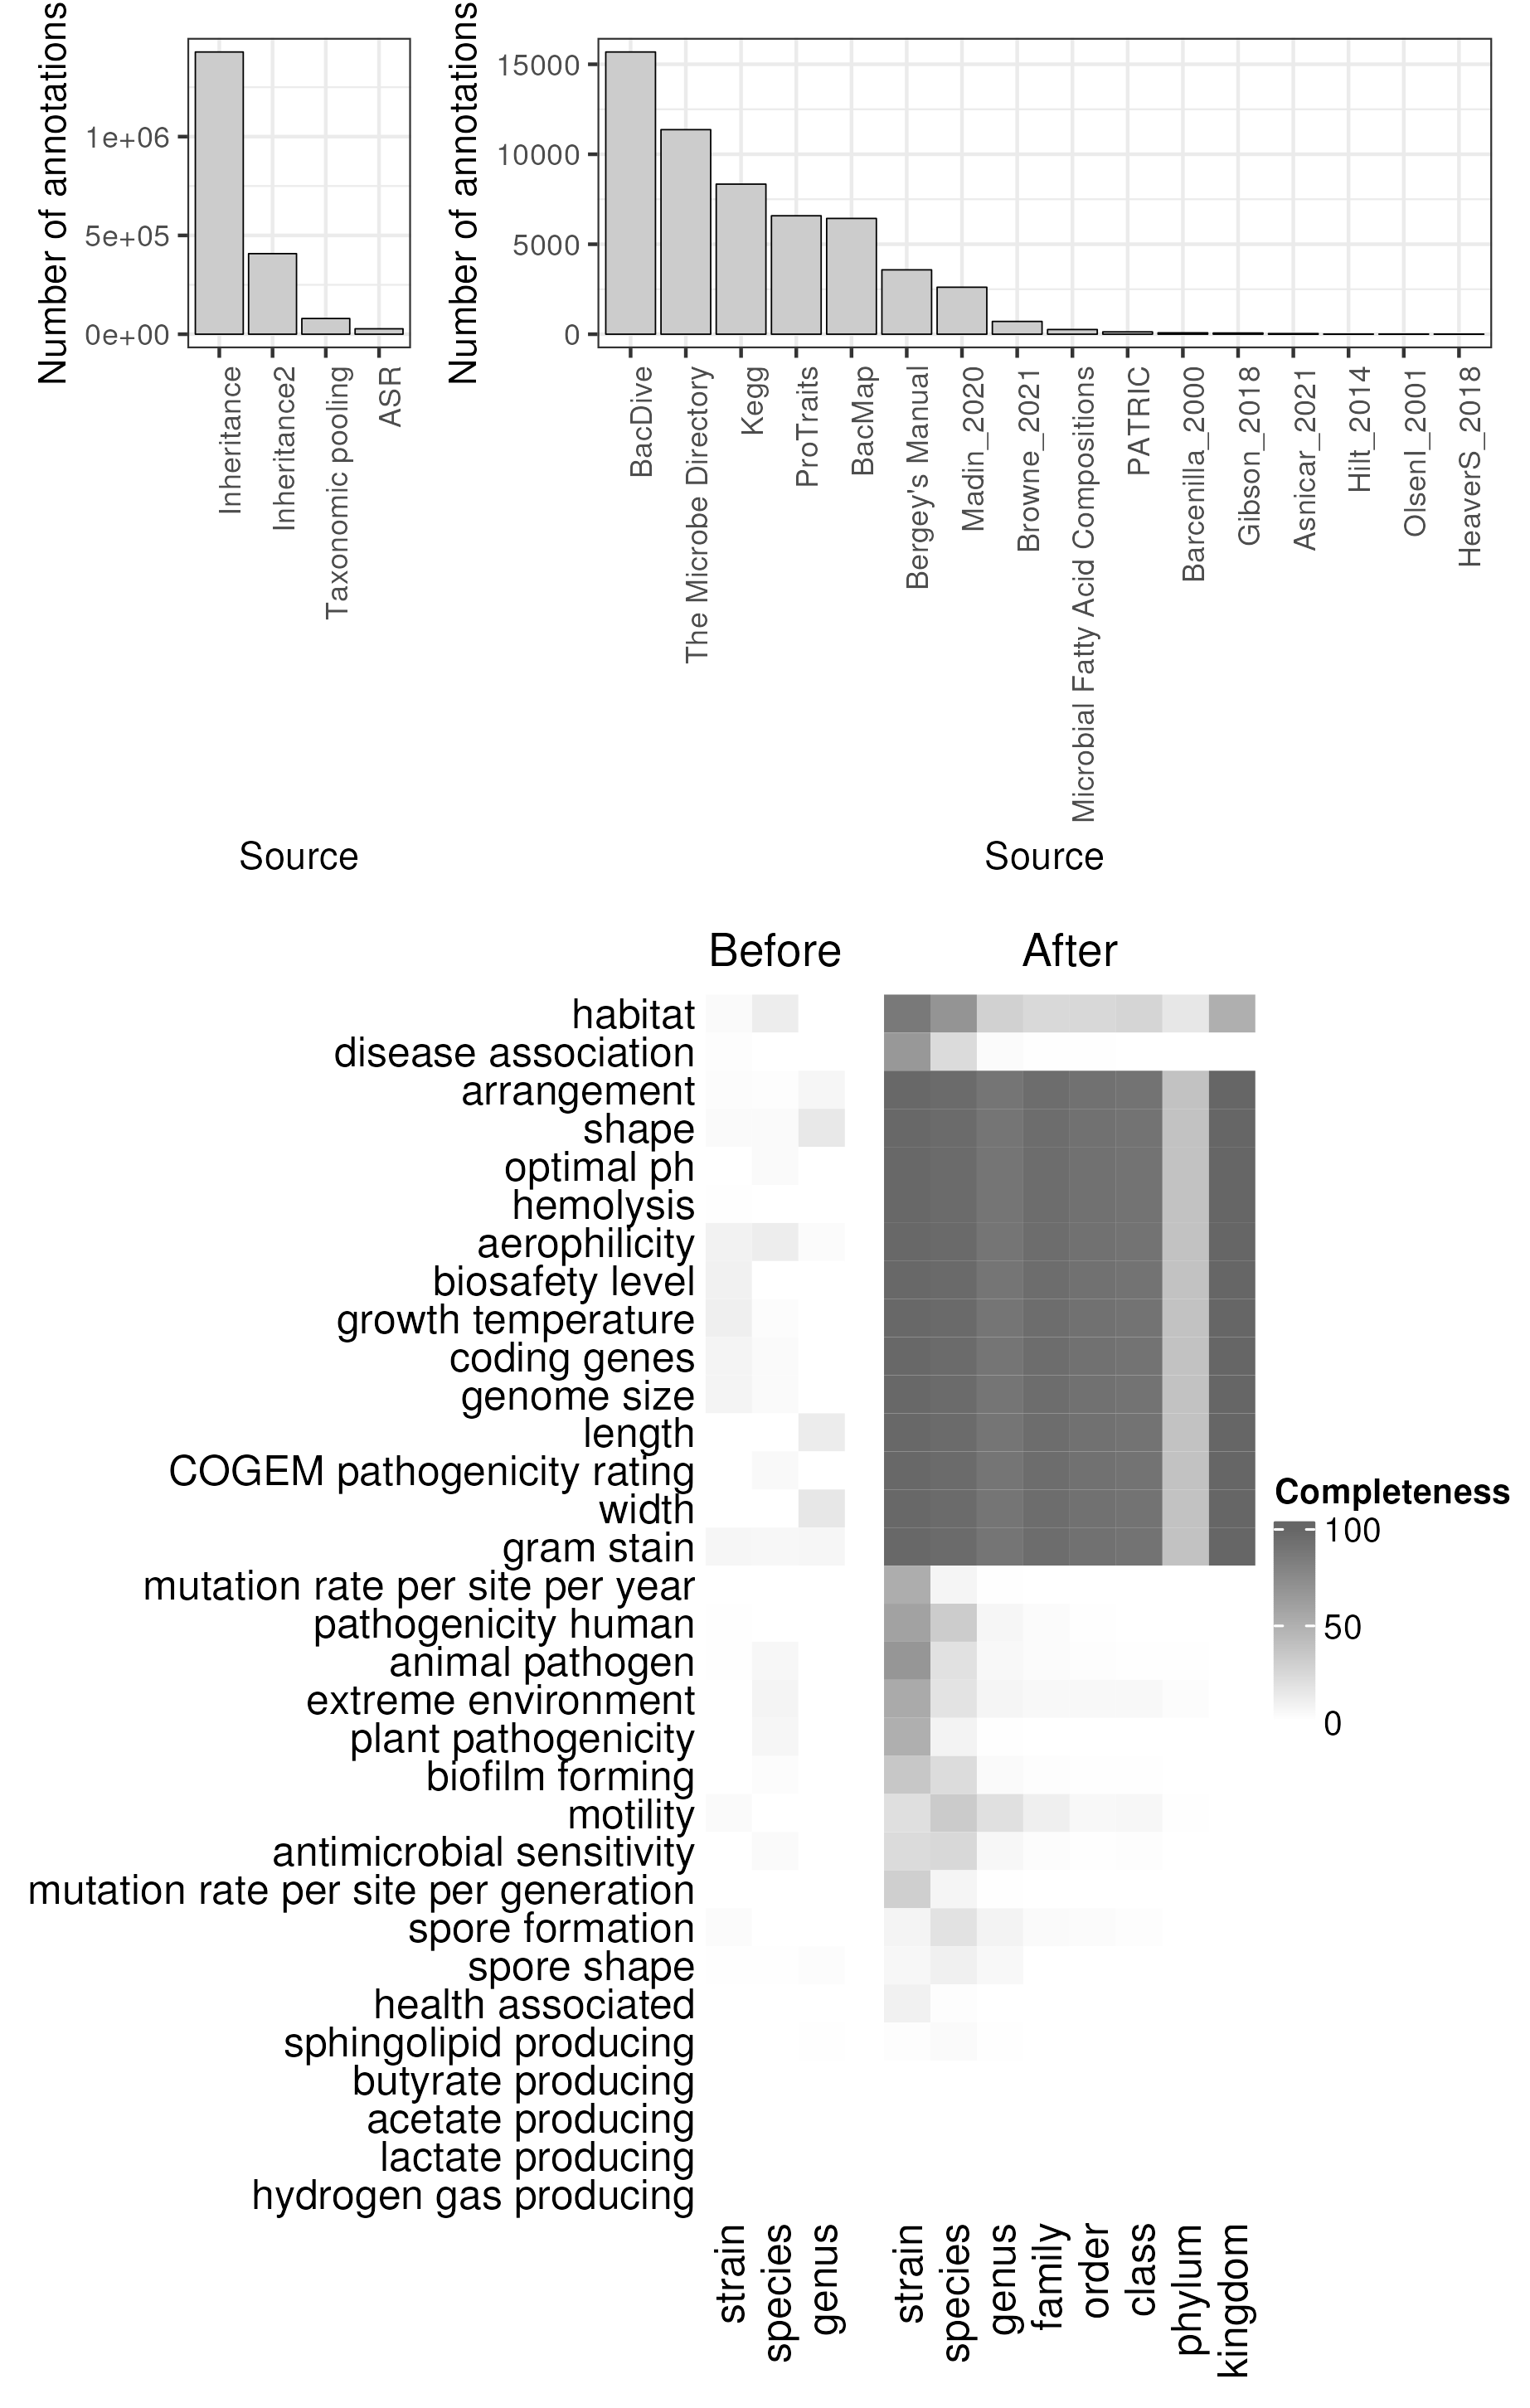 Number of annotations
1e+06
5e+05
0e+00
Inheritance
Inheritance2
Taxonomic pooling
ASR
Source
Number of annotations
15000
10000
5000
0
BacDive
The Microbe Directory
Kegg
ProTraits
BacMap
Bergey's Manual
Madin_2020
Browne_2021
Microbial Fatty Acid Compositions
PATRIC
Barcenilla_2000
Gibson_2018
Asnicar_2021
Hilt_2014
OlsenI_2001
HeaverS_2018
Source
Before
After
habitat
disease association
arrangement
shape
optimal ph
hemolysis
aerophilicity
biosafety level
growth temperature
coding genes
genome size
length
COGEM pathogenicity rating
width
gram stain
mutation rate per site per year
pathogenicity human
animal pathogen
extreme environment
plant pathogenicity
biofilm forming
motility
antimicrobial sensitivity
mutation rate per site per generation
spore formation
spore shape
health associated
sphingolipid producing
butyrate producing
acetate producing
lactate producing
hydrogen gas producing
strain
species
genus
strain
species
genus
family
order
class
phylum
kingdom
Completeness
100
50
0